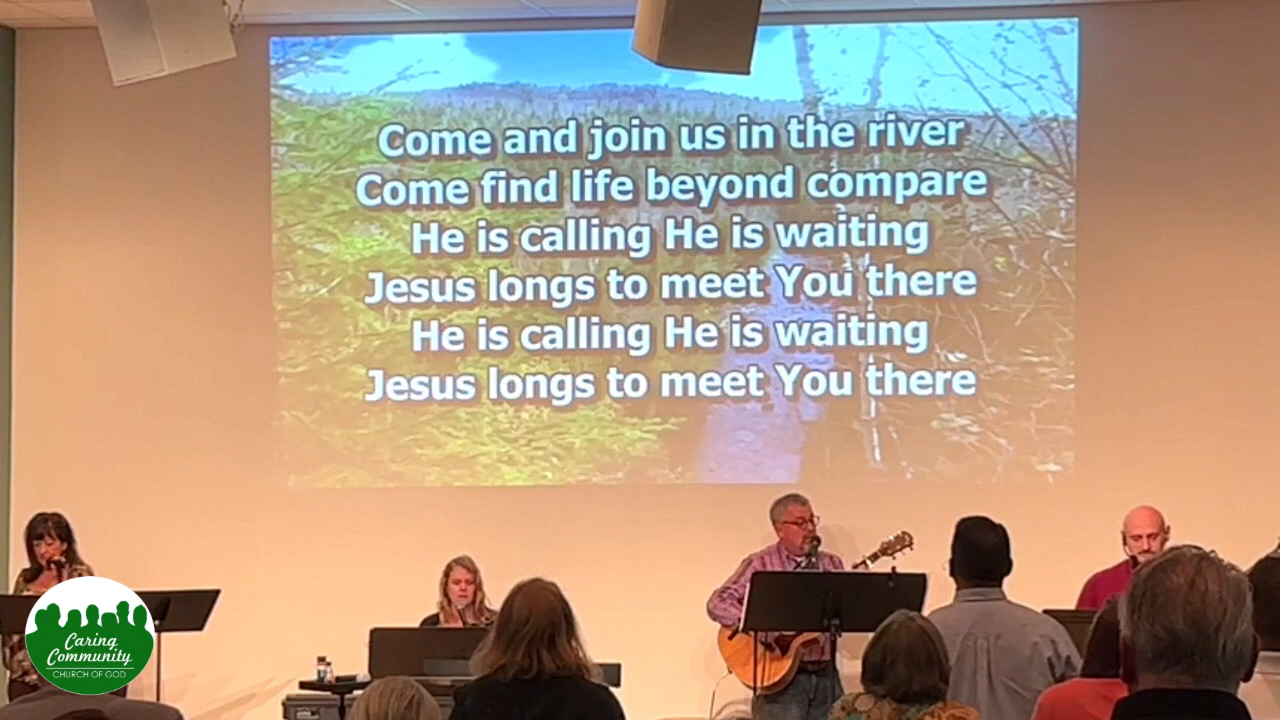 Come and join us in the river
Come find life beyond compare
He is calling He is waiting
Jesus longs to meet You there
He is calling He is waiting
Jesus longs to meet You there
Caring
Community
CHURCH OF GOD